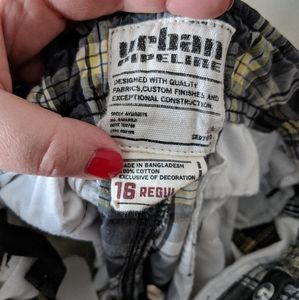 urban
PIPELINE
DESIGNED WITH QUALITY
FABRICS, CUSTOM FINISHES AND
EXCEPTIONAL CONSTRUCTION.
MADE IN BANGLADESH
100% COTTON
EXCLUSIVE OF DECORATION
16 REGU